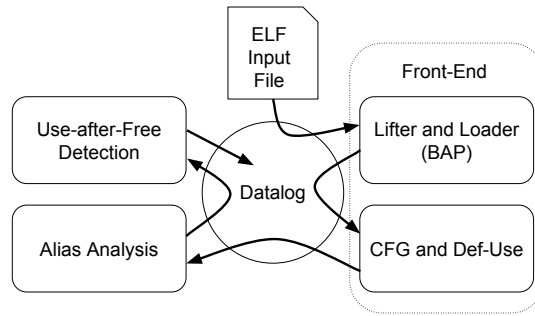 ELF
Input
File
Front-End
Use-after-Free
Detection
Lifter and Loader
(BAP)
Datalog
Alias Analysis
CFG and Def-Use